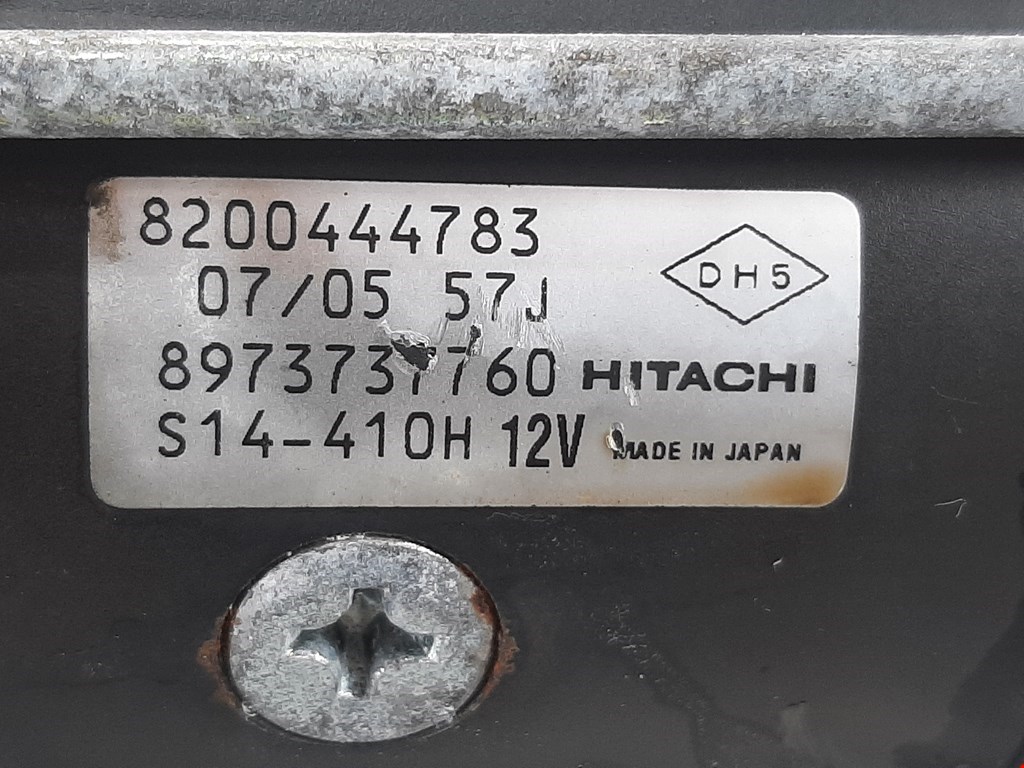 8200444783
DH5
07/05 57J
8973737760 HITACHI
S14-410H 12V MADE IN JAPAN